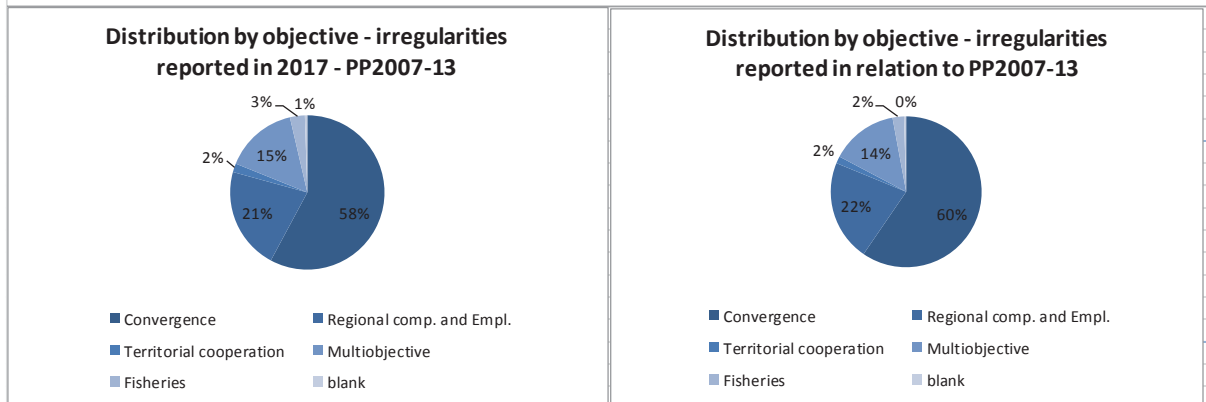 Distribution by objective - irregularities
reported in 2017 - PP2007-13
3%
1%
2%
15%
21%
58%
Convergence
Regional comp. and Empl.
Territorial cooperation
Multiobjective
Fisheries
blank
Distribution by objective - irregularities
reported in relation to PP2007-13
2%
0%
2%
14%
22%
60%
Convergence
Regional comp. and Empl.
Territorial cooperation
Multiobjective
Fisheries
blank